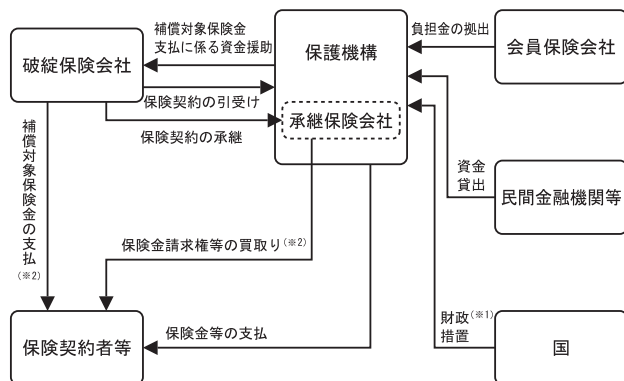 補償対象保険金
支払に係る資金援助
破綻保険会社
保護機構
負担金の拠出
会員保険会社
保険契約の引受け
承継保険会社
保険契約の承継
補償対象保険金の支払
(※2)
資金
貸出
民間金融機関等
保険金請求権等の買取り(※2)
財政(※1)
措置
保険金等の支払
保険契約者等
国